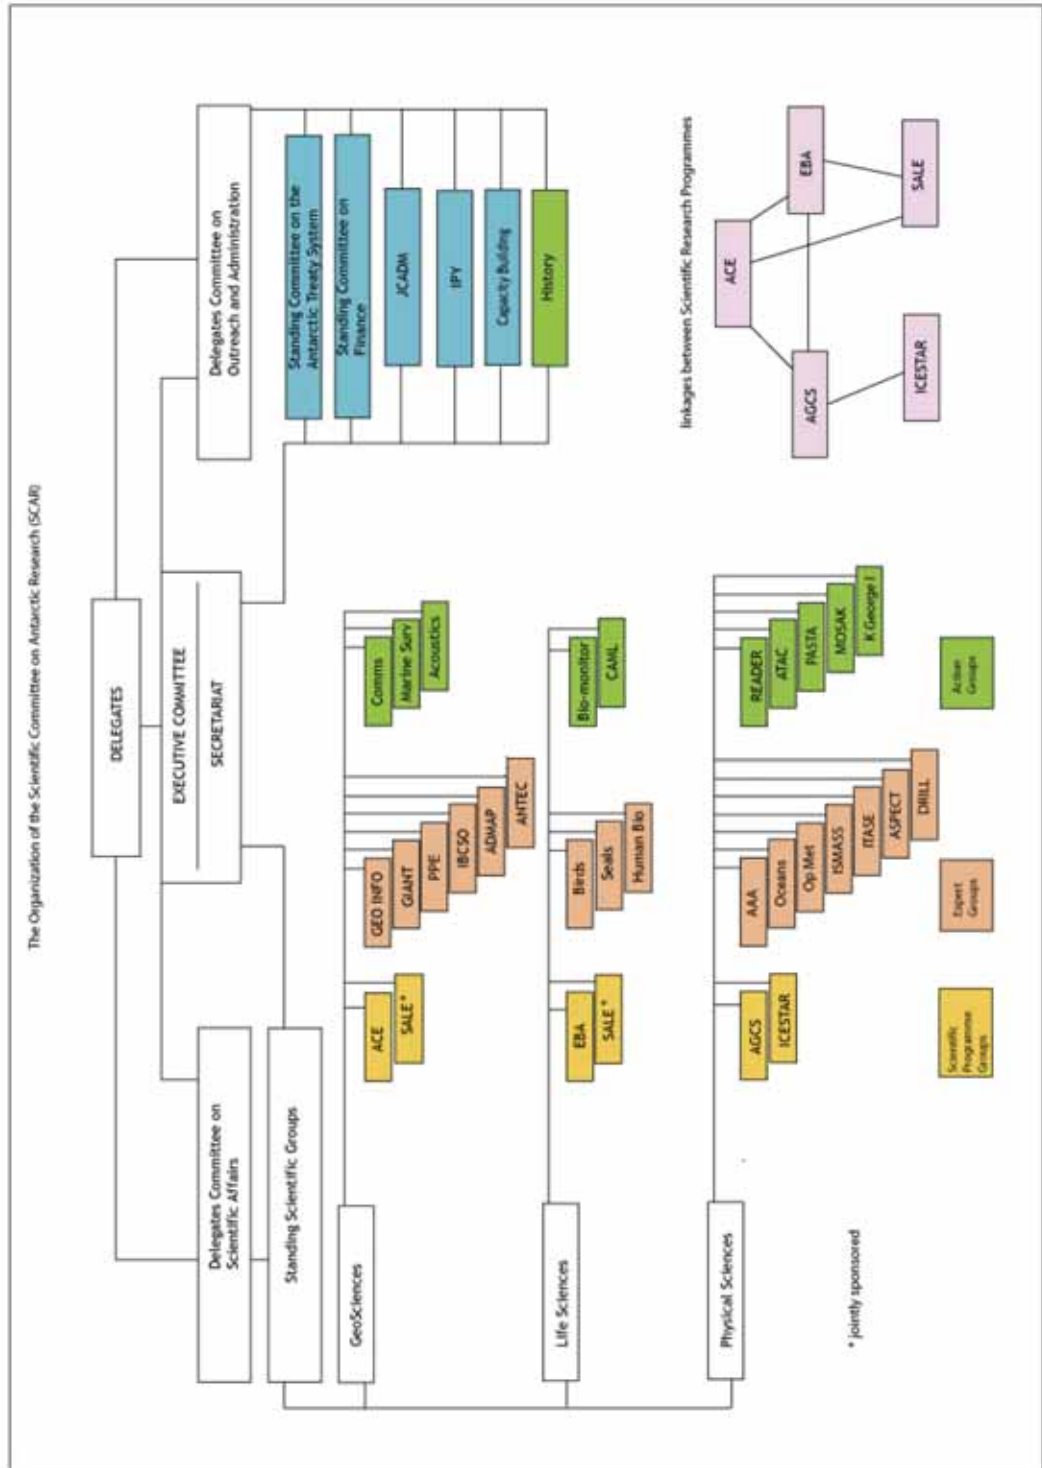 The Organization of the Scientific Committee on Antarctic Research (SCAR)
DELEGATES
EXECUTIVE COMMITTEE
SECRETARIAT
Delegates Committee on
Scientific Affairs
Delegates Committee on
Outreach and Administration
Standing Scientific Groups
Standing Committee on the
Antarctic Treaty System
Standing Committee on
Finance
JCADM
IPY
Capacity Building
History
GeoSciences
ACE
SALE*
GEO INFO
GIANT
PPE
IBCSO
ADMAP
ANTEC
Comms
Marine Surv
Acoustics
Life Sciences
EBA
SALE *
Birds
Seals
Human Bio
Bio-monitor
CAML
Physical Sciences
AGCS
ICESTAR
AAA
Oceans
Op Met
ISMASS
ITASE
ASPECT
DRILL
READER
ATAC
PASTA
MOSAK
K George I
linkages between Scientific Research Programmes
ACE
AGCS
EBA
ICESTAR
SALE
* jointly sponsored
Scientific
Programme
Groups
Expert
Groups
Action
Groups